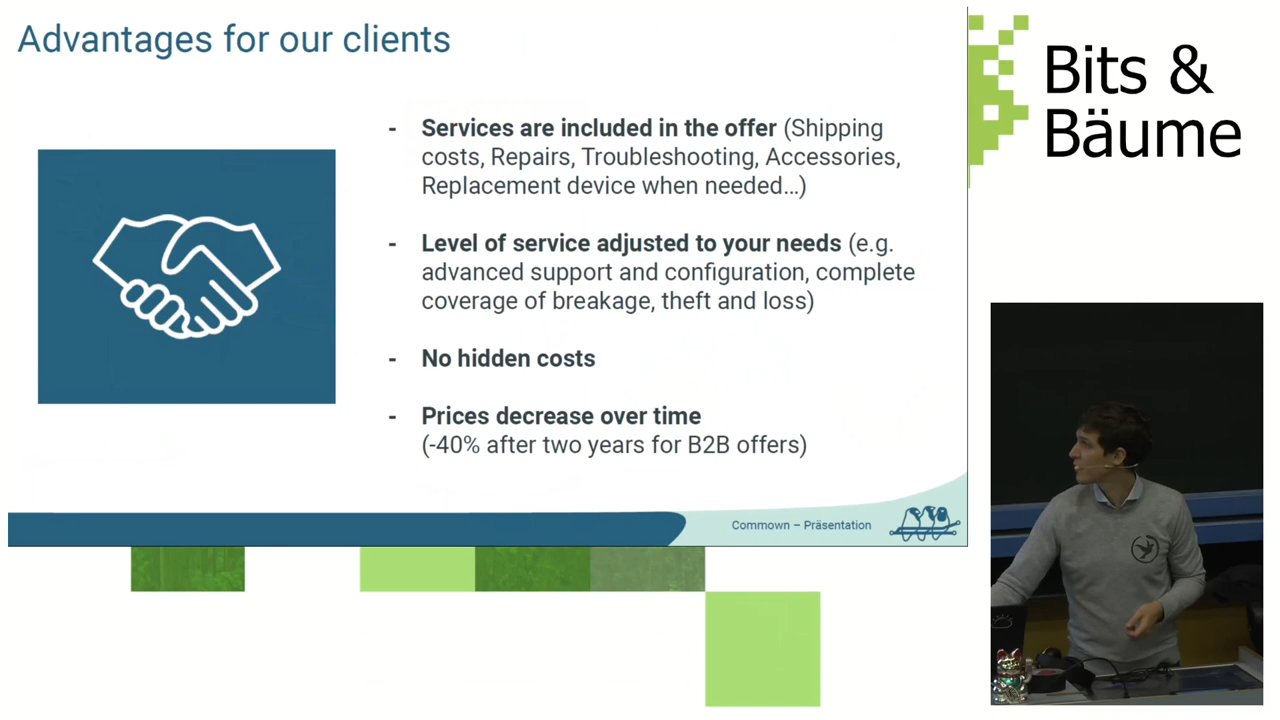 Advantages for our clients
- Services are included in the offer (Shipping
costs, Repairs, Troubleshooting, Accessories,
Replacement device when needed…)
- Level of service adjusted to your needs (e.g.
advanced support and configuration, complete
coverage of breakage, theft and loss)
- No hidden costs
- Prices decrease over time
(-40% after two years for B2B offers)
Commown – Präsentation
Bits &
Bäume